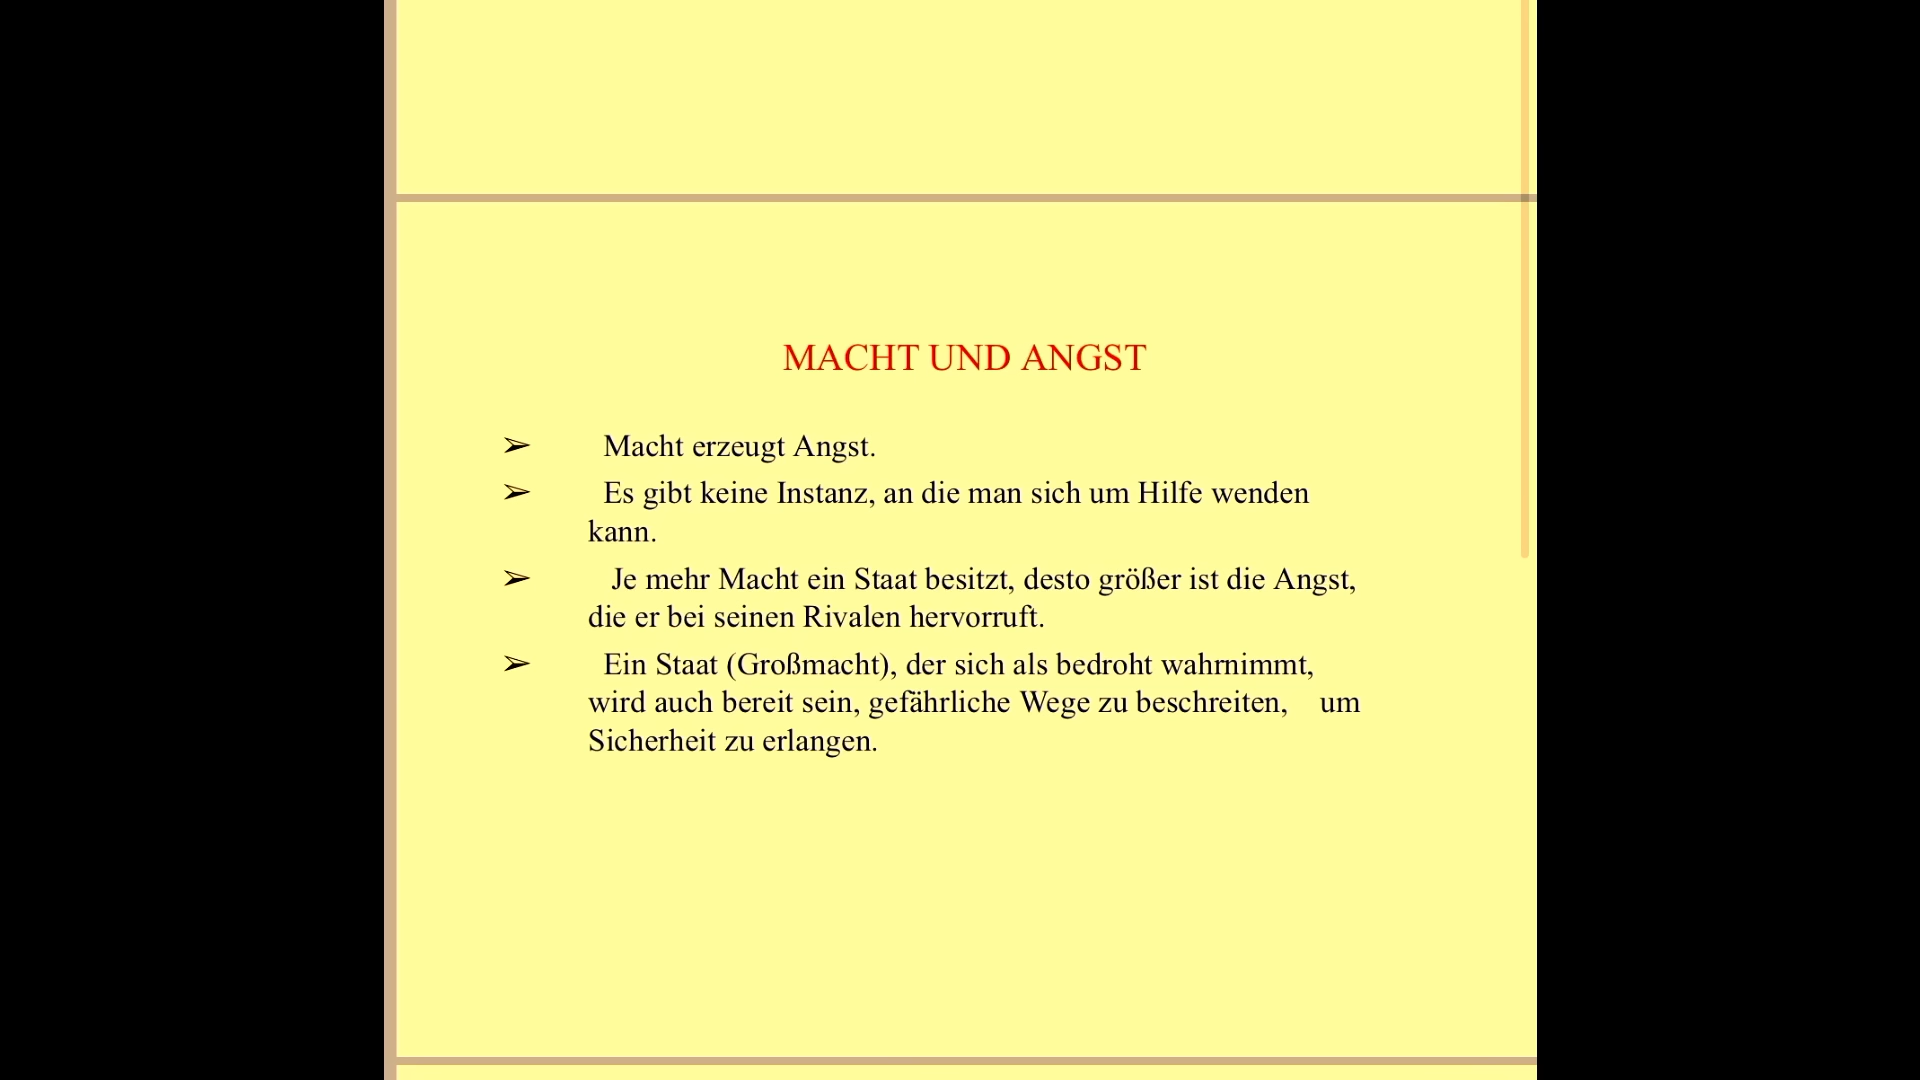 MACHT UND ANGST
➢ Macht erzeugt Angst.
➢ Es gibt keine Instanz, an die man sich um Hilfe wenden
kann.
➢ Je mehr Macht ein Staat besitzt, desto größer ist die Angst,
die er bei seinen Rivalen hervorruft.
➢ Ein Staat (Großmacht), der sich als bedroht wahrnimmt,
wird auch bereit sein, gefährliche Wege zu beschreiten, um
Sicherheit zu erlangen.